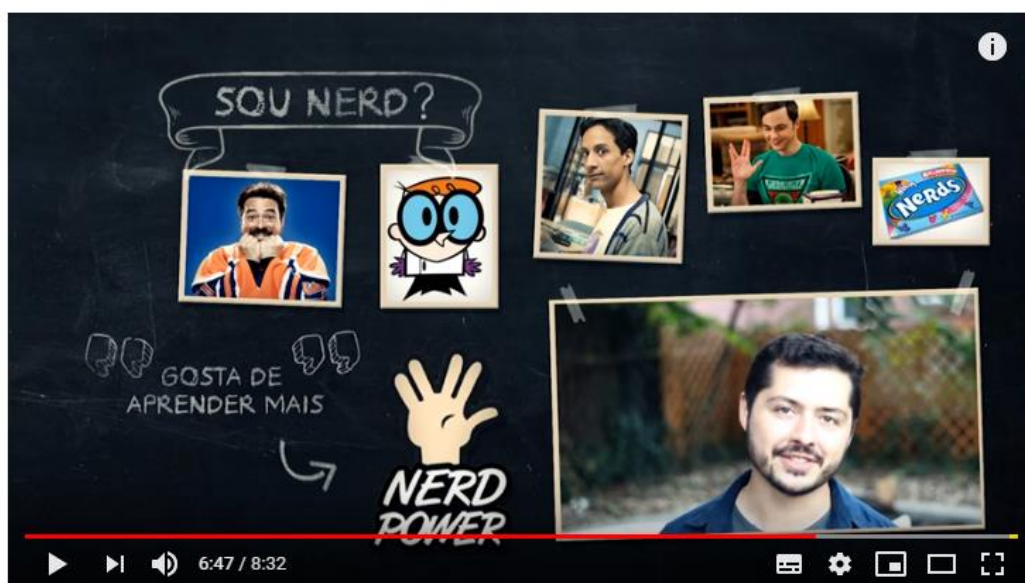 SOU NERD?
NERDS
GOSTA DE
APRENDER MAIS
NERD
POWER
6:47 / 8:32